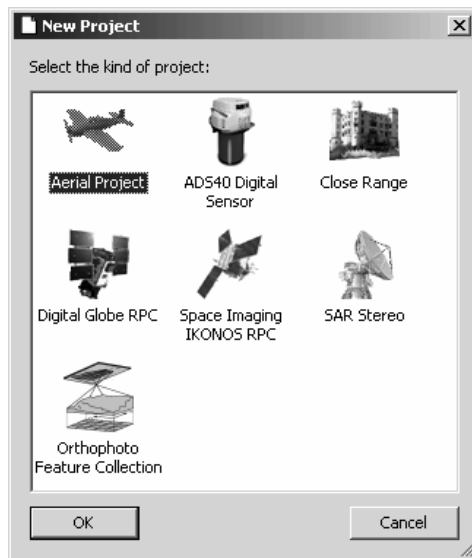 New Project
Select the kind of project:
Aerial Project
ADS40 Digital
Sensor
Close Range
Digital Globe RPC
Space Imaging
IKONOS RPC
SAR Stereo
Orthophoto
Feature Collection
OK
Cancel